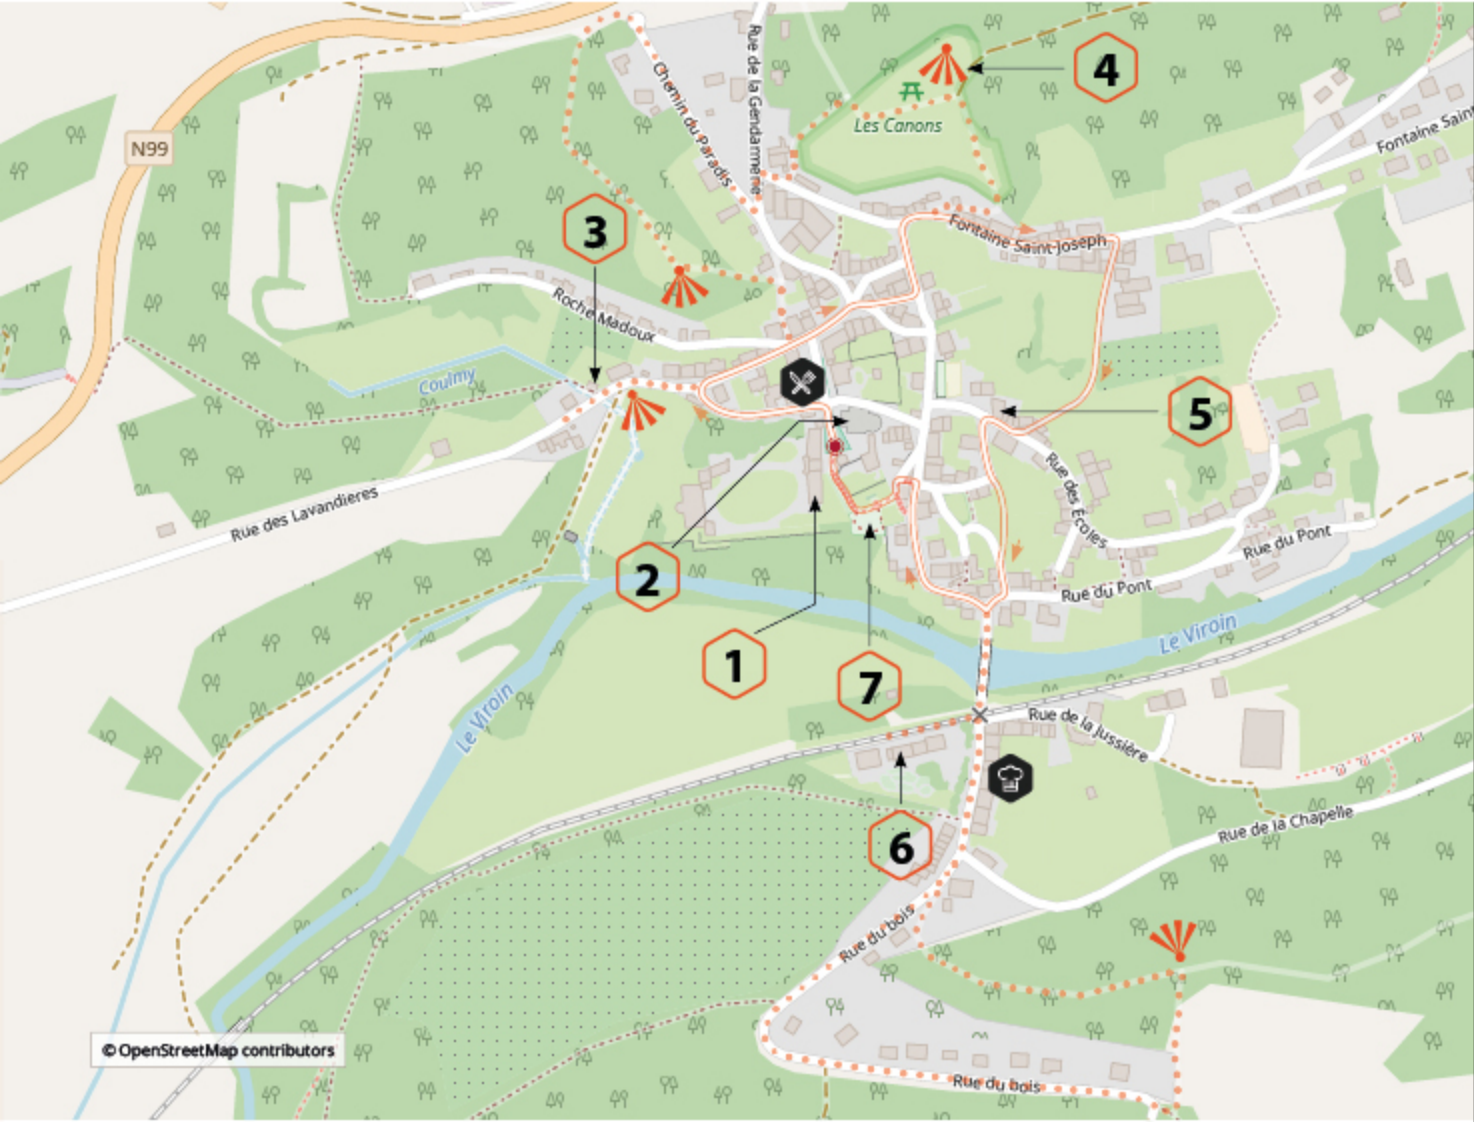 Rue de la Gendarmerie
4
Chemin du Paradis
Les Canons
N99
Fontaine Saint
3
Fontaine Saint-Joseph
Roche Madoux
Coulmy
5
Rue des Écoles
Rue des Lavandieres
Rue du Pont
2
Rue du Pont
Le Viroin
1
7
Le Viroin
Rue de la Jussière
6
Rue de la Chapelle
Rue du bois
© OpenStreetMap contributors
Rue du bois